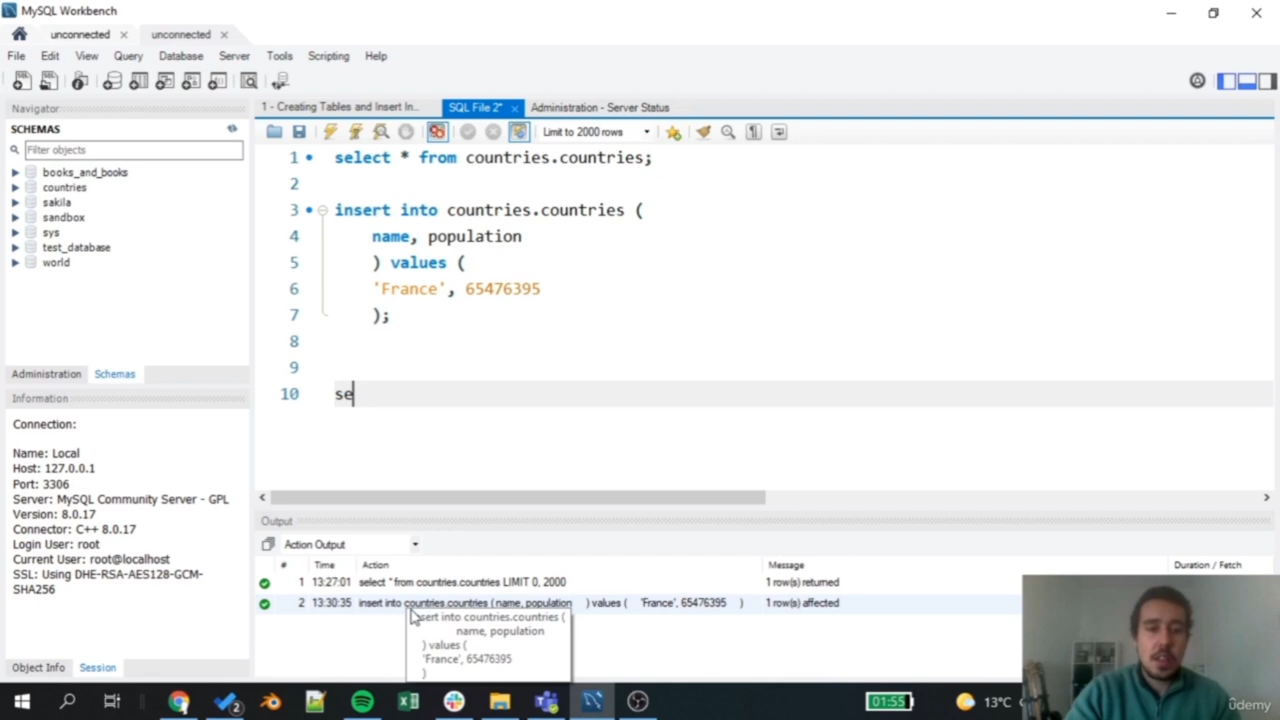 MySQL Workbench
unconnected × unconnected ×
File Edit View Query Database Server Tools Scripting Help
Navigator
SCHEMAS
Filter objects
books_and_books
countries
sakila
sandbox
sys
test_database
world
Administration Schemas
Information
Connection:
Name: Local
Host: 127.0.0.1
Port: 3306
Server: MySQL Community Server - GPL
Version: 8.0.17
Connector: C++ 8.0.17
Login User: root
Current User: root@localhost
SSL: Using DHE-RSA-AES128-GCM-
SHA256
Object Info Session
1 - Creating Tables and Insert In... SQL File 2* × Administration - Server Status
Limit to 2000 rows
1 select * from countries.countries;
2
3 insert into countries.countries (
4 name, population
5 ) values (
6 'France', 65476395
7 );
8
9
10 se
Output
Action Output
# Time Action Message Duration / Fetch
1 13:27:01 select * from countries.countries LIMIT 0, 2000 1 row(s) returned
2 13:30:35 insert into countries.countries ( name, population ) values ( 'France', 65476395 ) 1 row(s) affected
sert into countries.countries (
name, population
) values (
'France', 65476395
)
2
01:55
13°C
ûdemy